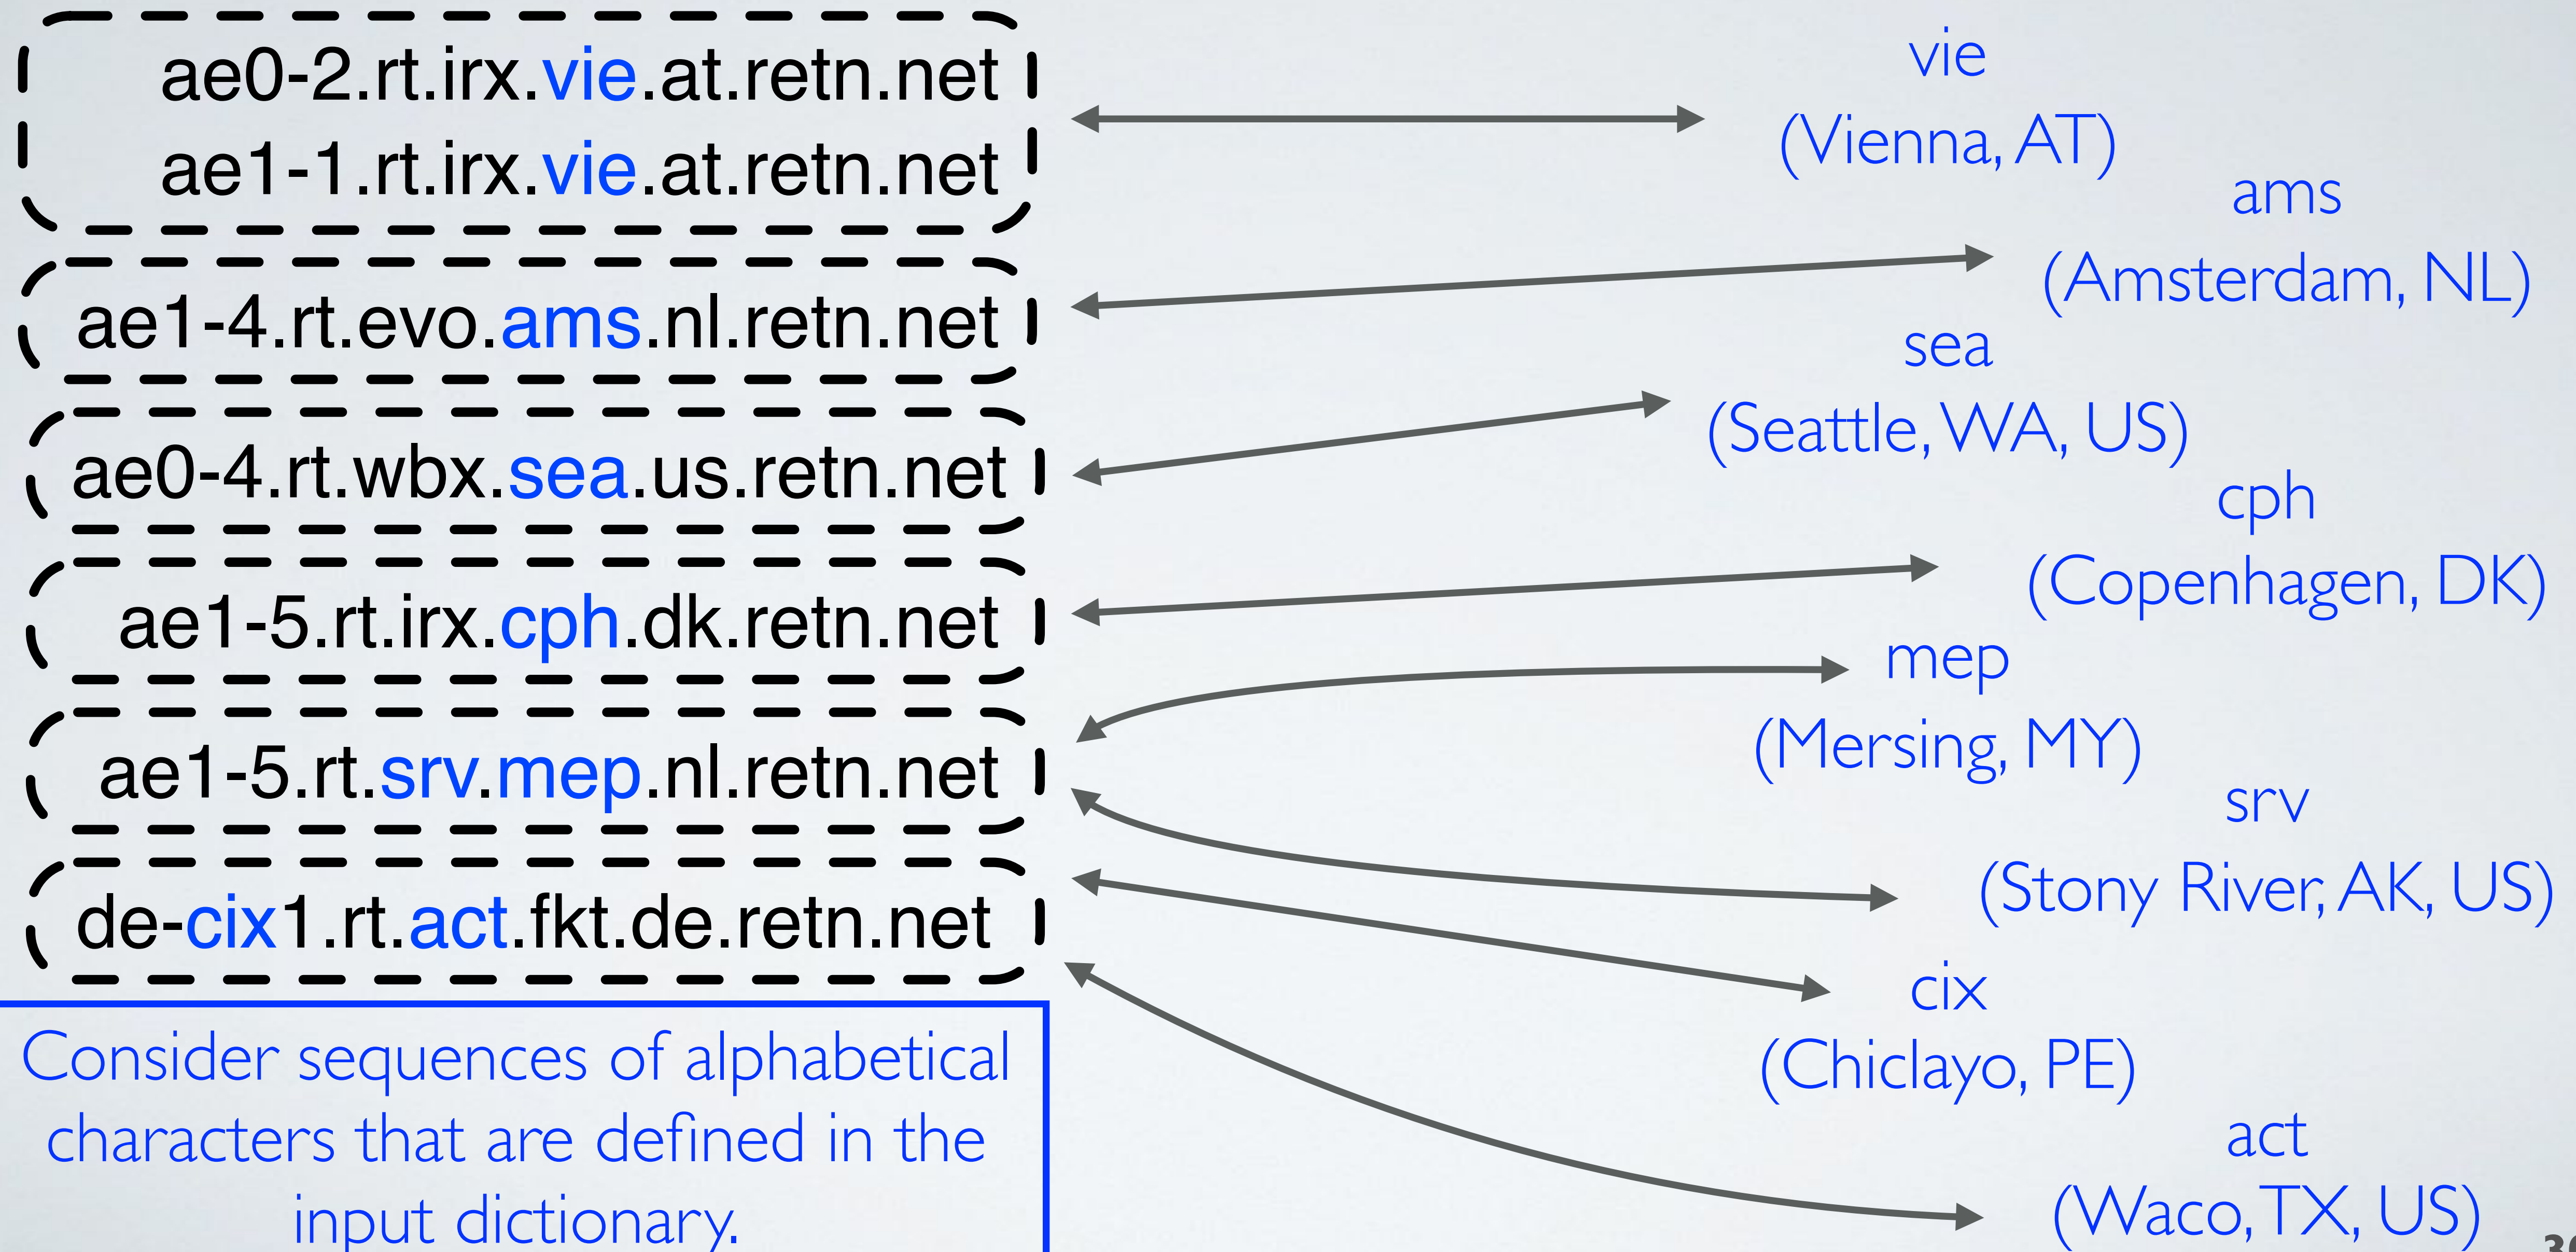 ae0-2.rt.irx.vie.at.retn.net
ae1-1.rt.irx.vie.at.retn.net
ae1-4.rt.evo.ams.nl.retn.net
ae0-4.rt.wbx.sea.us.retn.net
ae1-5.rt.irx.cph.dk.retn.net
ae1-5.rt.srv.mep.nl.retn.net
de-cix1.rt.act.fkt.de.retn.net
Consider sequences of alphabetical
characters that are defined in the
input dictionary.
vie
(Vienna, AT)
ams
(Amsterdam, NL)
sea
(Seattle, WA, US)
cph
(Copenhagen, DK)
mep
(Mersing, MY)
srv
(Stony River, AK, US)
cix
(Chiclayo, PE)
act
(Waco, TX, US)